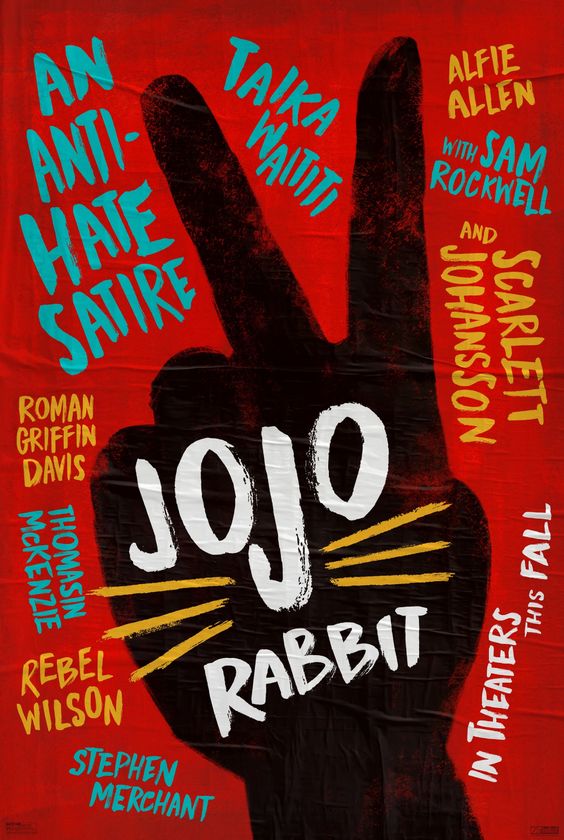 AN
ANTI-
HATE
SATIRE
TAIKA
WAITITI
ALFIE
ALLEN
WITH SAM
ROCKWELL
AND
SCARLETT
JOHANSSON
ROMAN
GRIFFIN
DAVIS
THOMASIN
MCKENZIE
REBEL
WILSON
STEPHEN
MERCHANT
JOJO
RABBIT
IN THEATERS
THIS FALL